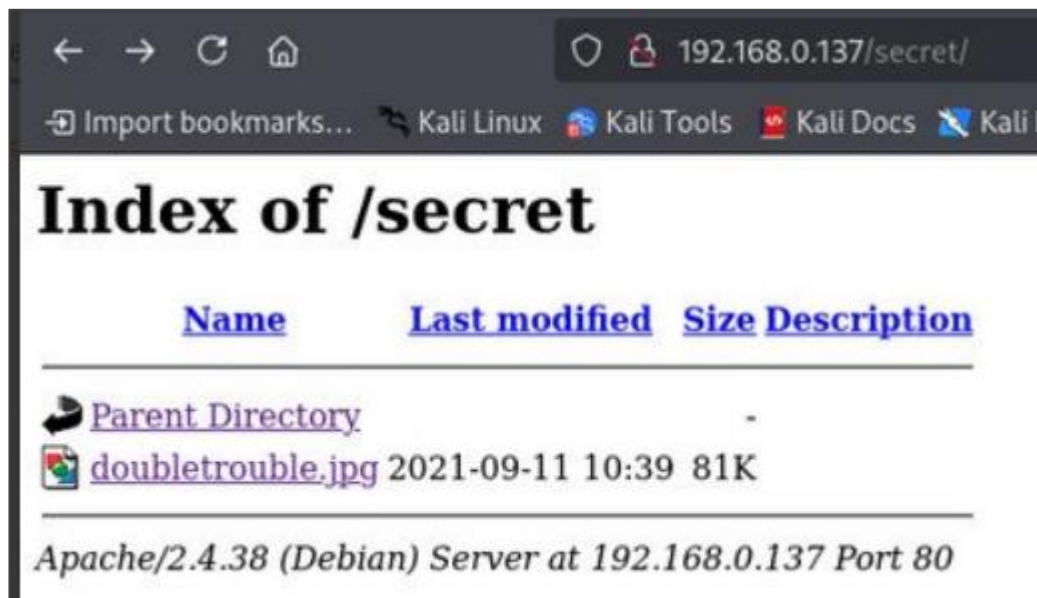 192.168.0.137/secret/
Import bookmarks... Kali Linux Kali Tools Kali Docs Kali
Index of /secret
Name Last modified Size Description
Parent Directory -
doubletrouble.jpg 2021-09-11 10:39 81K
Apache/2.4.38 (Debian) Server at 192.168.0.137 Port 80